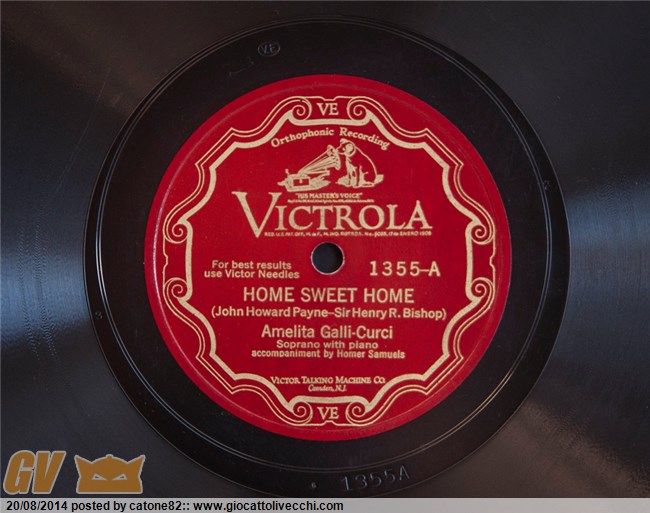 VE
VE
Orthophonic Recording
"HIS MASTER'S VOICE"
VICTROLA
For best results
use Victor Needles
1355-A
HOME SWEET HOME
(John Howard Payne–Sir Henry R. Bishop)
Amelita Galli-Curci
Soprano with piano
accompaniment by Homer Samuels
VICTOR TALKING MACHINE CO.
Camden, N.J.
VE
1355A
GV
20/08/2014 posted by catone82:: www.giocattolivecchi.com